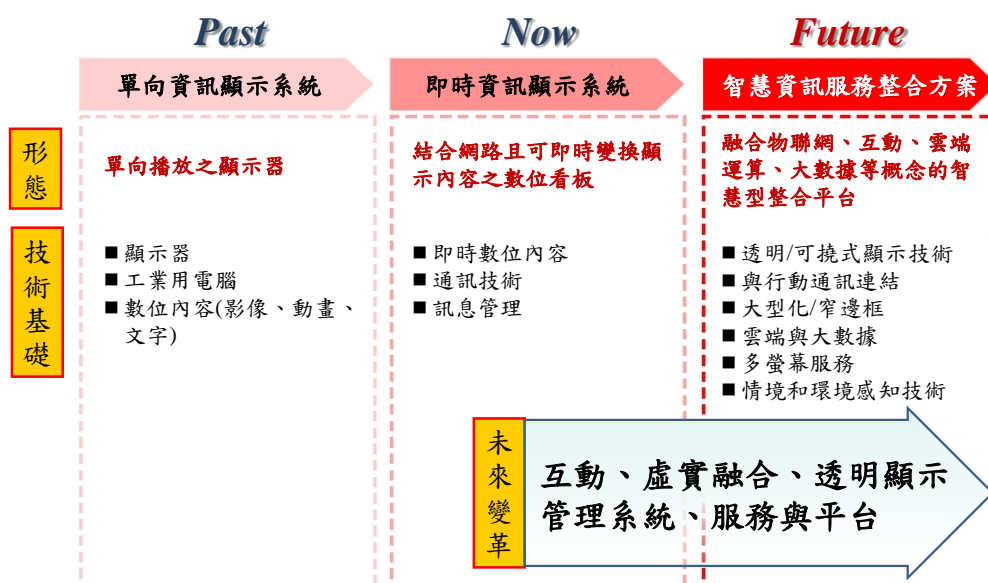 Past
Now
Future
單向資訊顯示系統
即時資訊顯示系統
智慧資訊服務整合方案
形態
單向播放之顯示器
結合網路且可即時變換顯
示內容之數位看板
融合物聯網、互動、雲端
運算、大數據等概念的智
慧型整合平台
技術基礎
■顯示器
■工業用電腦
■數位內容(影像、動畫、
文字)
■即時數位內容
■通訊技術
■訊息管理
■透明/可撓式顯示技術
■與行動通訊連結
■大型化/窄邊框
■雲端與大數據
■多螢幕服務
■情境和環境感知技術
未來變革
互動、虛實融合、透明顯示
管理系統、服務與平台